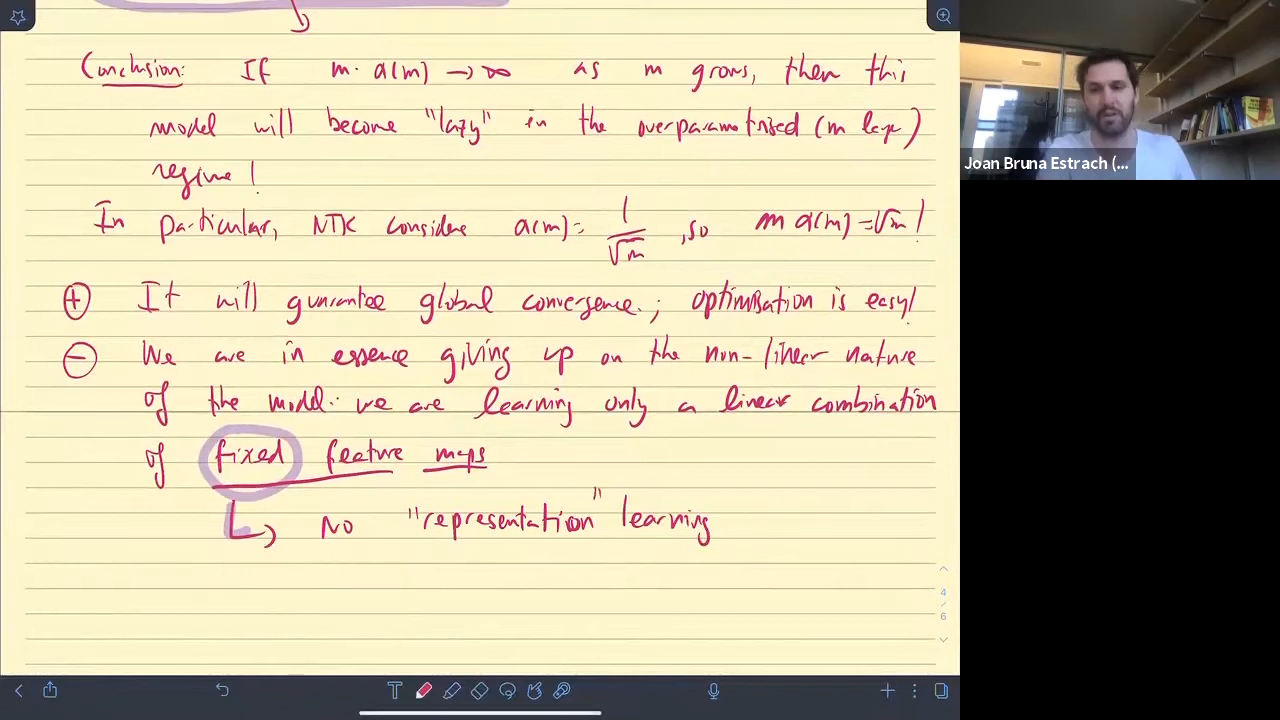 Conclusion: If m · a(m) → ∞ as m grows, then this
model will become "lazy" in the overparametrized (m large)
regime!
In particular, NTK considers a(m) = 1/√m , so m a(m) = √m !
⊕ It will guarantee global convergence. ; optimisation is easy!
⊖ We are in essence giving up on the non-linear nature
of the model: we are learning only a linear combination
of fixed feature maps
↳ No "representation" learning
Joan Bruna Estrach (...
4
/
6
T